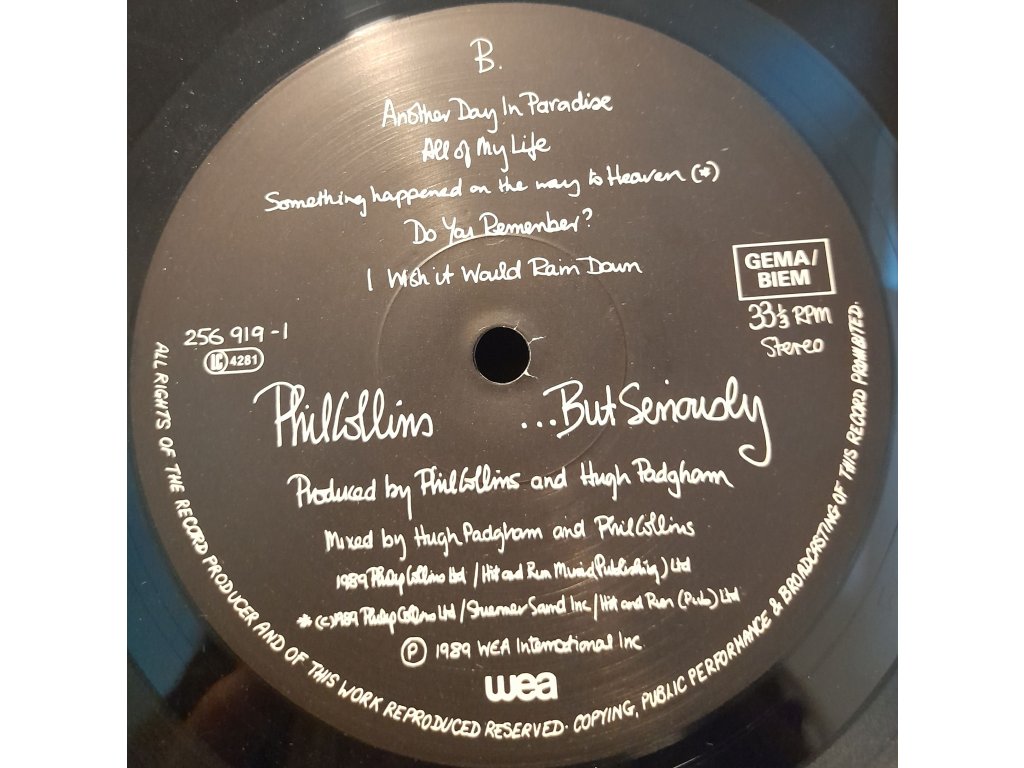 B.
Another Day In Paradise
All of My Life
Something happened on the way to Heaven (*)
Do You Remember?
I Wish it Would Rain Down
GEMA/
BIEM
33⅓ RPM
Stereo
256 919-1
LC 4281
Phil Collins ...But Seriously
Produced by Phil Collins and Hugh Padgham
Mixed by Hugh Padgham and Phil Collins
1989 Philip Collins Ltd / Hit and Run Music (Publishing) Ltd
* (c) 1989 Philip Collins Ltd / Stuermer Sand Inc / Hit and Run (Pub) Ltd
Ⓟ 1989 WEA International Inc
wea
ALL RIGHTS OF THE RECORD PRODUCER AND OF THIS WORK REPRODUCED RESERVED· COPYING, PUBLIC PERFORMANCE & BROADCASTING OF THIS RECORD PROHIBITED.